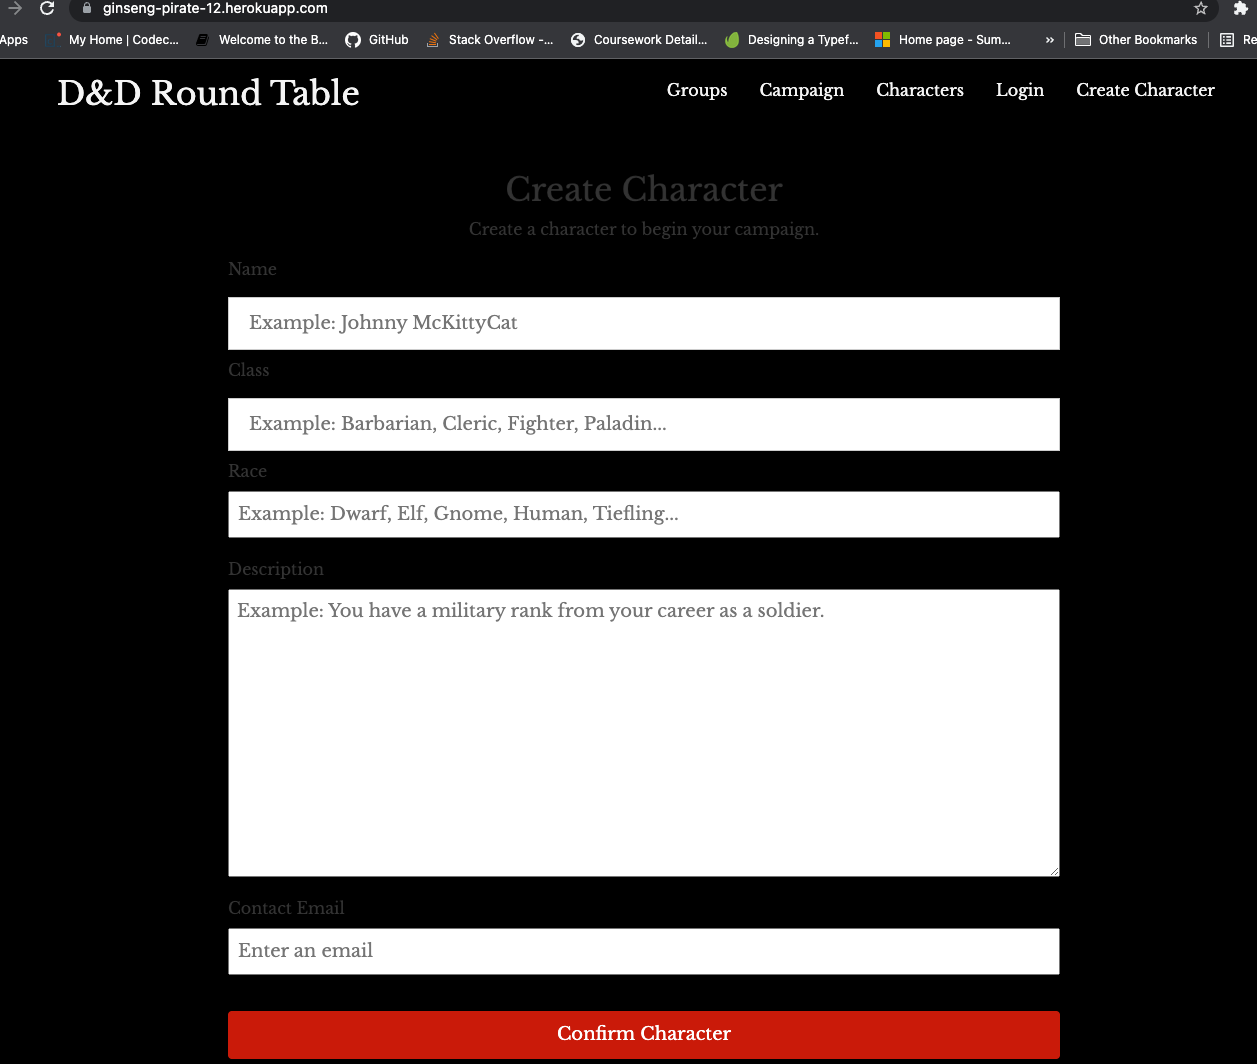 ginseng-pirate-12.herokuapp.com
Apps My Home | Codec... Welcome to the B... GitHub Stack Overflow -... Coursework Detail... Designing a Typef... Home page - Sum... » Other Bookmarks Re
D&D Round Table
Groups Campaign Characters Login Create Character
Create Character
Create a character to begin your campaign.
Name
Example: Johnny McKittyCat
Class
Example: Barbarian, Cleric, Fighter, Paladin...
Race
Example: Dwarf, Elf, Gnome, Human, Tiefling...
Description
Example: You have a military rank from your career as a soldier.
Contact Email
Enter an email
Confirm Character